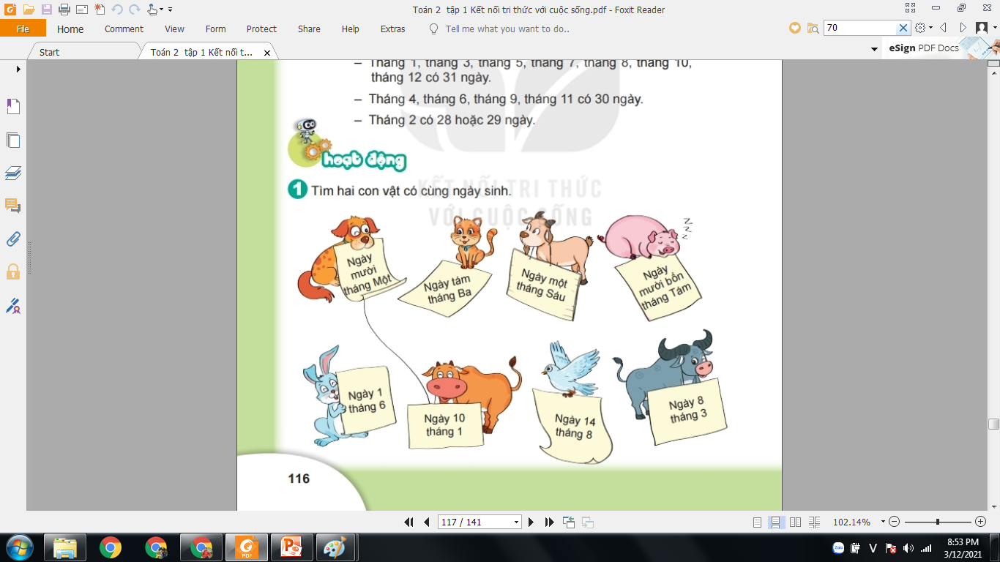 Toán 2 tập 1 Kết nối tri thức với cuộc sống.pdf - Foxit Reader
File
Home
Comment
View
Form
Protect
Share
Help
Extras
Tell me what you want to do..
70
Start
Toán 2 tập 1 Kết nối t...
eSign PDF Docs
– Tháng 1, tháng 3, tháng 5, tháng 7, tháng 8, tháng 10,
tháng 12 có 31 ngày.
– Tháng 4, tháng 6, tháng 9, tháng 11 có 30 ngày.
– Tháng 2 có 28 hoặc 29 ngày.
hoạt động
KẾT NỐI TRI THỨC
VỚI CUỘC SỐNG
1 Tìm hai con vật có cùng ngày sinh.
z
z
z
Ngày
mười
tháng Một
Ngày tám
tháng Ba
Ngày một
tháng Sáu
Ngày
mười bốn
tháng Tám
Ngày 1
tháng 6
Ngày 10
tháng 1
Ngày 14
tháng 8
Ngày 8
tháng 3
116
117 / 141
102.14%
PDF
Zalo
V
8:53 PM
3/12/2021